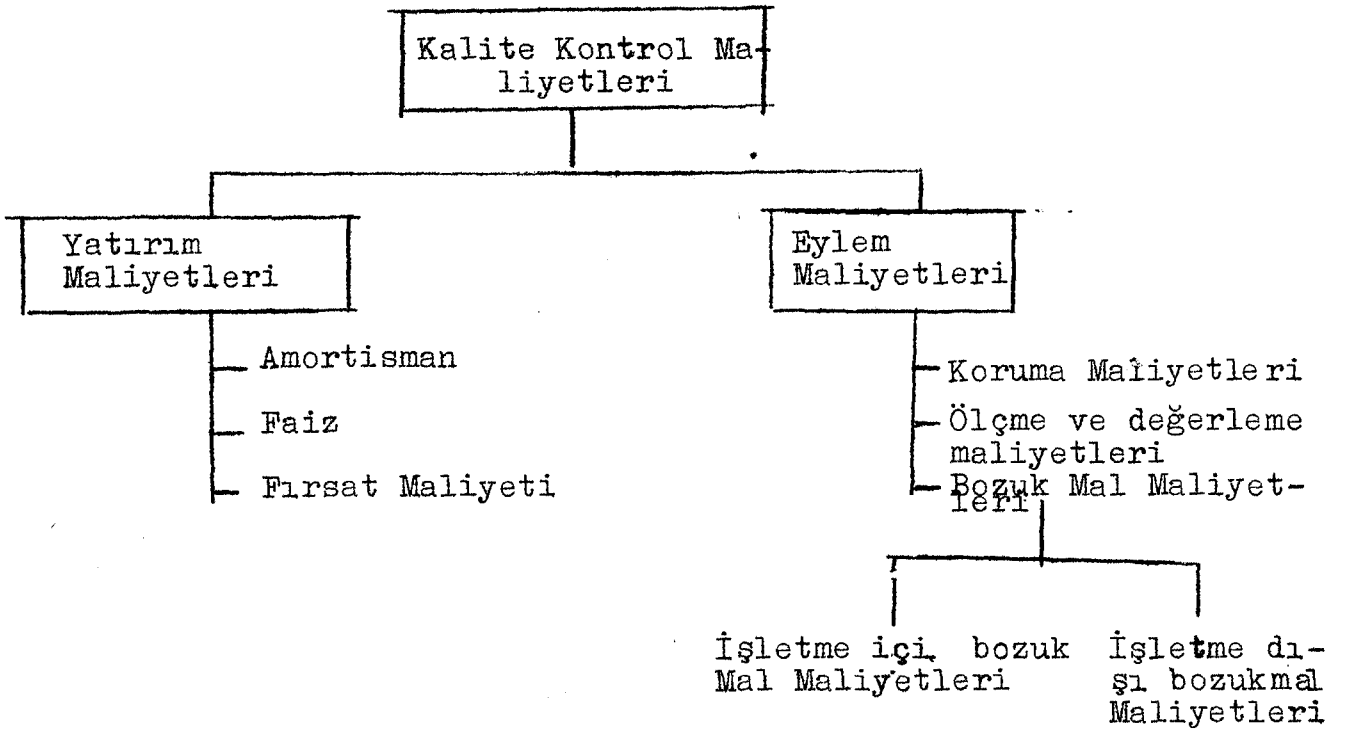 Kalite Kontrol Ma-
liyetleri
Yatırım
Maliyetleri
Amortisman
Faiz
Fırsat Maliyeti
Eylem
Maliyetleri
Koruma Maliyetleri
Ölçme ve değerleme
maliyetleri
Bozuk Mal Maliyet-
leri
İşletme içi bozuk
Mal Maliyetleri
İşletme dı-
şı bozukmal
Maliyetleri